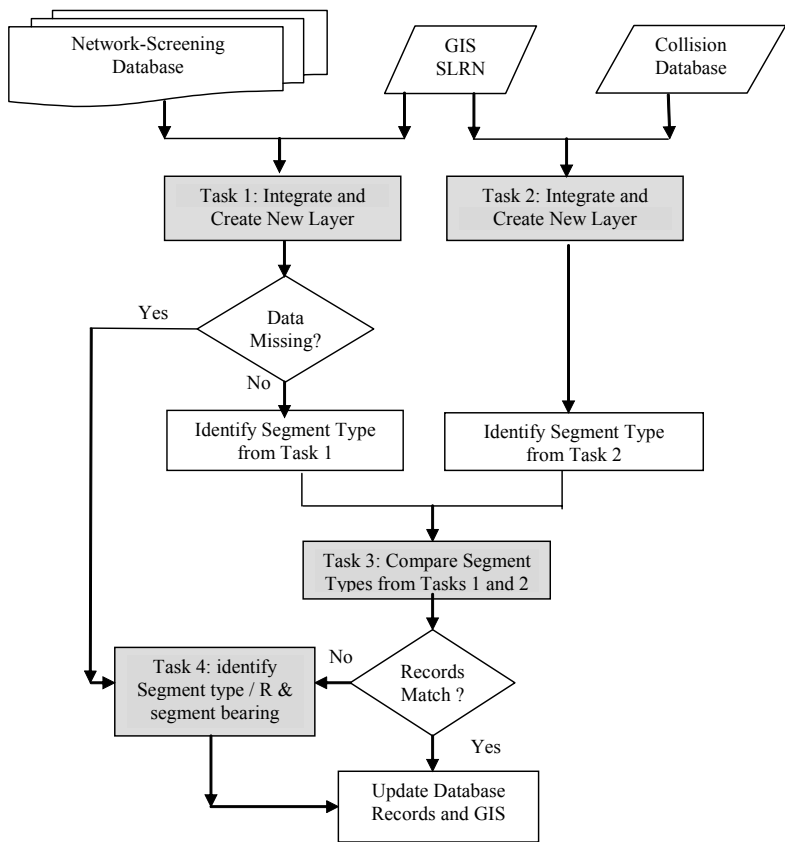 Network-Screening
Database
GIS
SLRN
Collision
Database
Task 1: Integrate and
Create New Layer
Task 2: Integrate and
Create New Layer
Yes
Data
Missing?
No
Identify Segment Type
from Task 1
Identify Segment Type
from Task 2
Task 3: Compare Segment
Types from Tasks 1 and 2
Task 4: identify
Segment type / R &
segment bearing
No
Records
Match ?
Yes
Update Database
Records and GIS